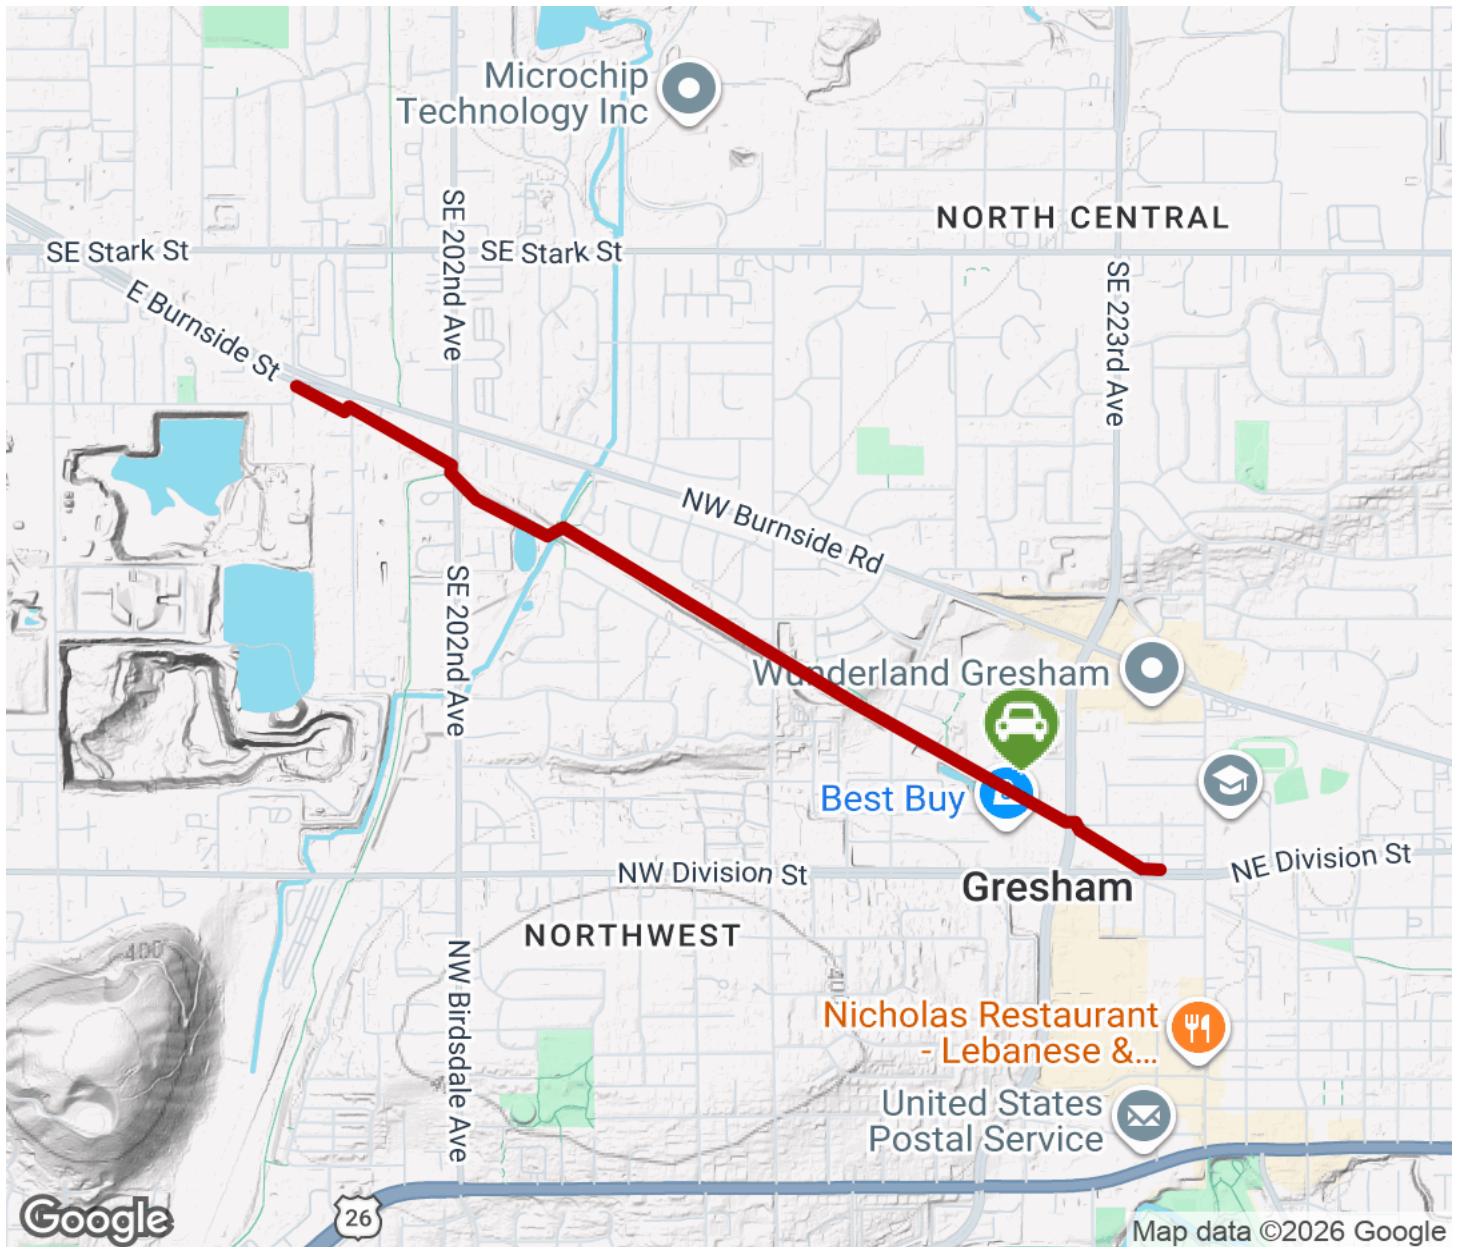 Microchip
Technology Inc
SE 202nd Ave
NORTH CENTRAL
SE Stark St
SE Stark St
E Burnside St
SE 223rd Ave
NW Burnside Rd
SE 202nd Ave
Wunderland Gresham
Best Buy
NW Division St
NE Division St
Gresham
NORTHWEST
400
NW Birdsdale Ave
Nicholas Restaurant
- Lebanese &...
United States
Postal Service
26
Google
Map data ©2026 Google